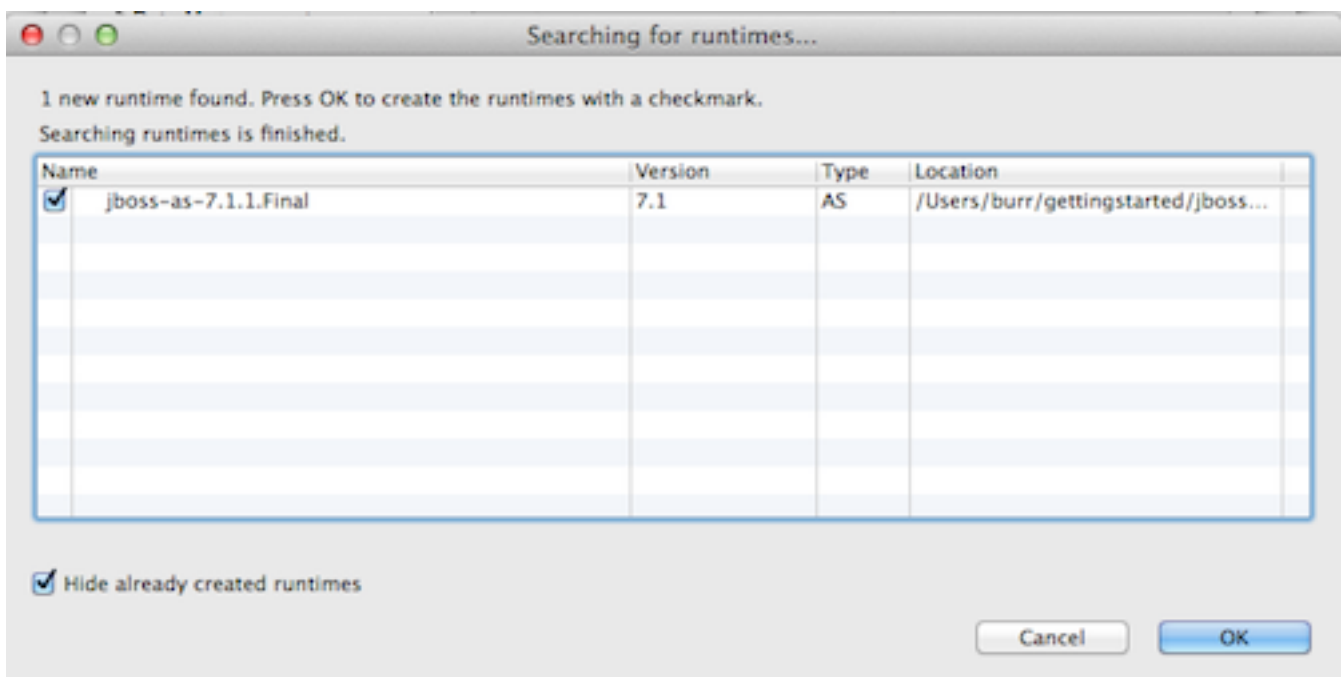 Searching for runtimes...
1 new runtime found. Press OK to create the runtimes with a checkmark.
Searching runtimes is finished.
Name Version Type Location
jboss-as-7.1.1.Final 7.1 AS /Users/burr/gettingstarted/jboss...
Hide already created runtimes
Cancel OK